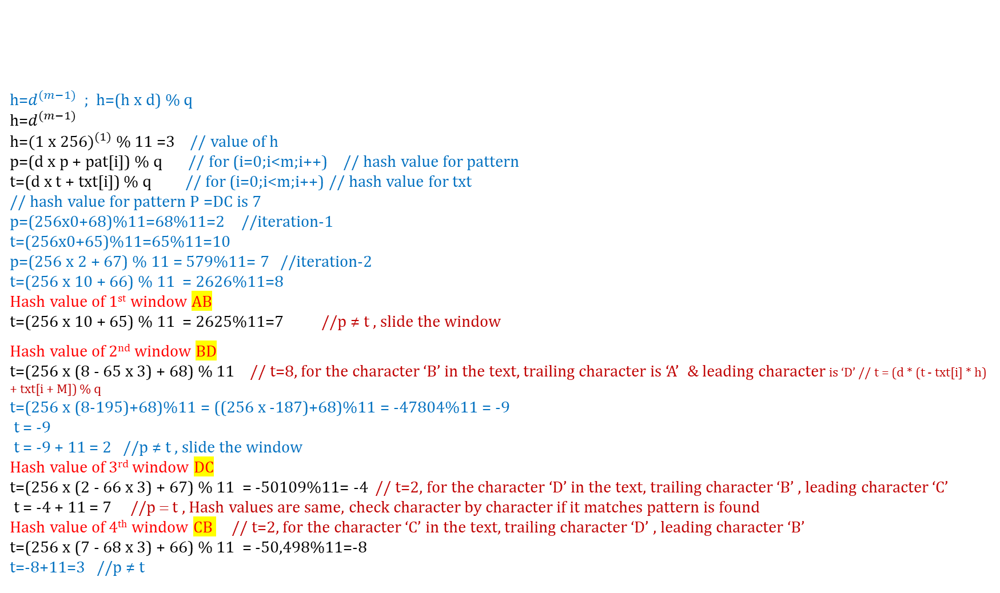 h=d^(m−1) ; h=(h x d) % q
h=d^(m−1)
h=(1 x 256)^(1) % 11 =3 // value of h
p=(d x p + pat[i]) % q // for (i=0;i<m;i++) // hash value for pattern
t=(d x t + txt[i]) % q // for (i=0;i<m;i++) // hash value for txt
// hash value for pattern P =DC is 7
p=(256x0+68)%11=68%11=2 //iteration-1
t=(256x0+65)%11=65%11=10
p=(256 x 2 + 67) % 11 = 579%11= 7 //iteration-2
t=(256 x 10 + 66) % 11 = 2626%11=8
Hash value of 1st window AB
t=(256 x 10 + 65) % 11 = 2625%11=7 //p ≠ t , slide the window
Hash value of 2nd window BD
t=(256 x (8 - 65 x 3) + 68) % 11 // t=8, for the character ‘B’ in the text, trailing character is ‘A’ & leading character is ‘D’ // t = (d * (t - txt[i] * h)
+ txt[i + M]) % q
t=(256 x (8-195)+68)%11 = ((256 x -187)+68)%11 = -47804%11 = -9
t = -9
t = -9 + 11 = 2 //p ≠ t , slide the window
Hash value of 3rd window DC
t=(256 x (2 - 66 x 3) + 67) % 11 = -50109%11= -4 // t=2, for the character ‘D’ in the text, trailing character ‘B’ , leading character ‘C’
t = -4 + 11 = 7 //p = t , Hash values are same, check character by character if it matches pattern is found
Hash value of 4th window CB // t=2, for the character ‘C’ in the text, trailing character ‘D’ , leading character ‘B’
t=(256 x (7 - 68 x 3) + 66) % 11 = -50,498%11=-8
t=-8+11=3 //p ≠ t